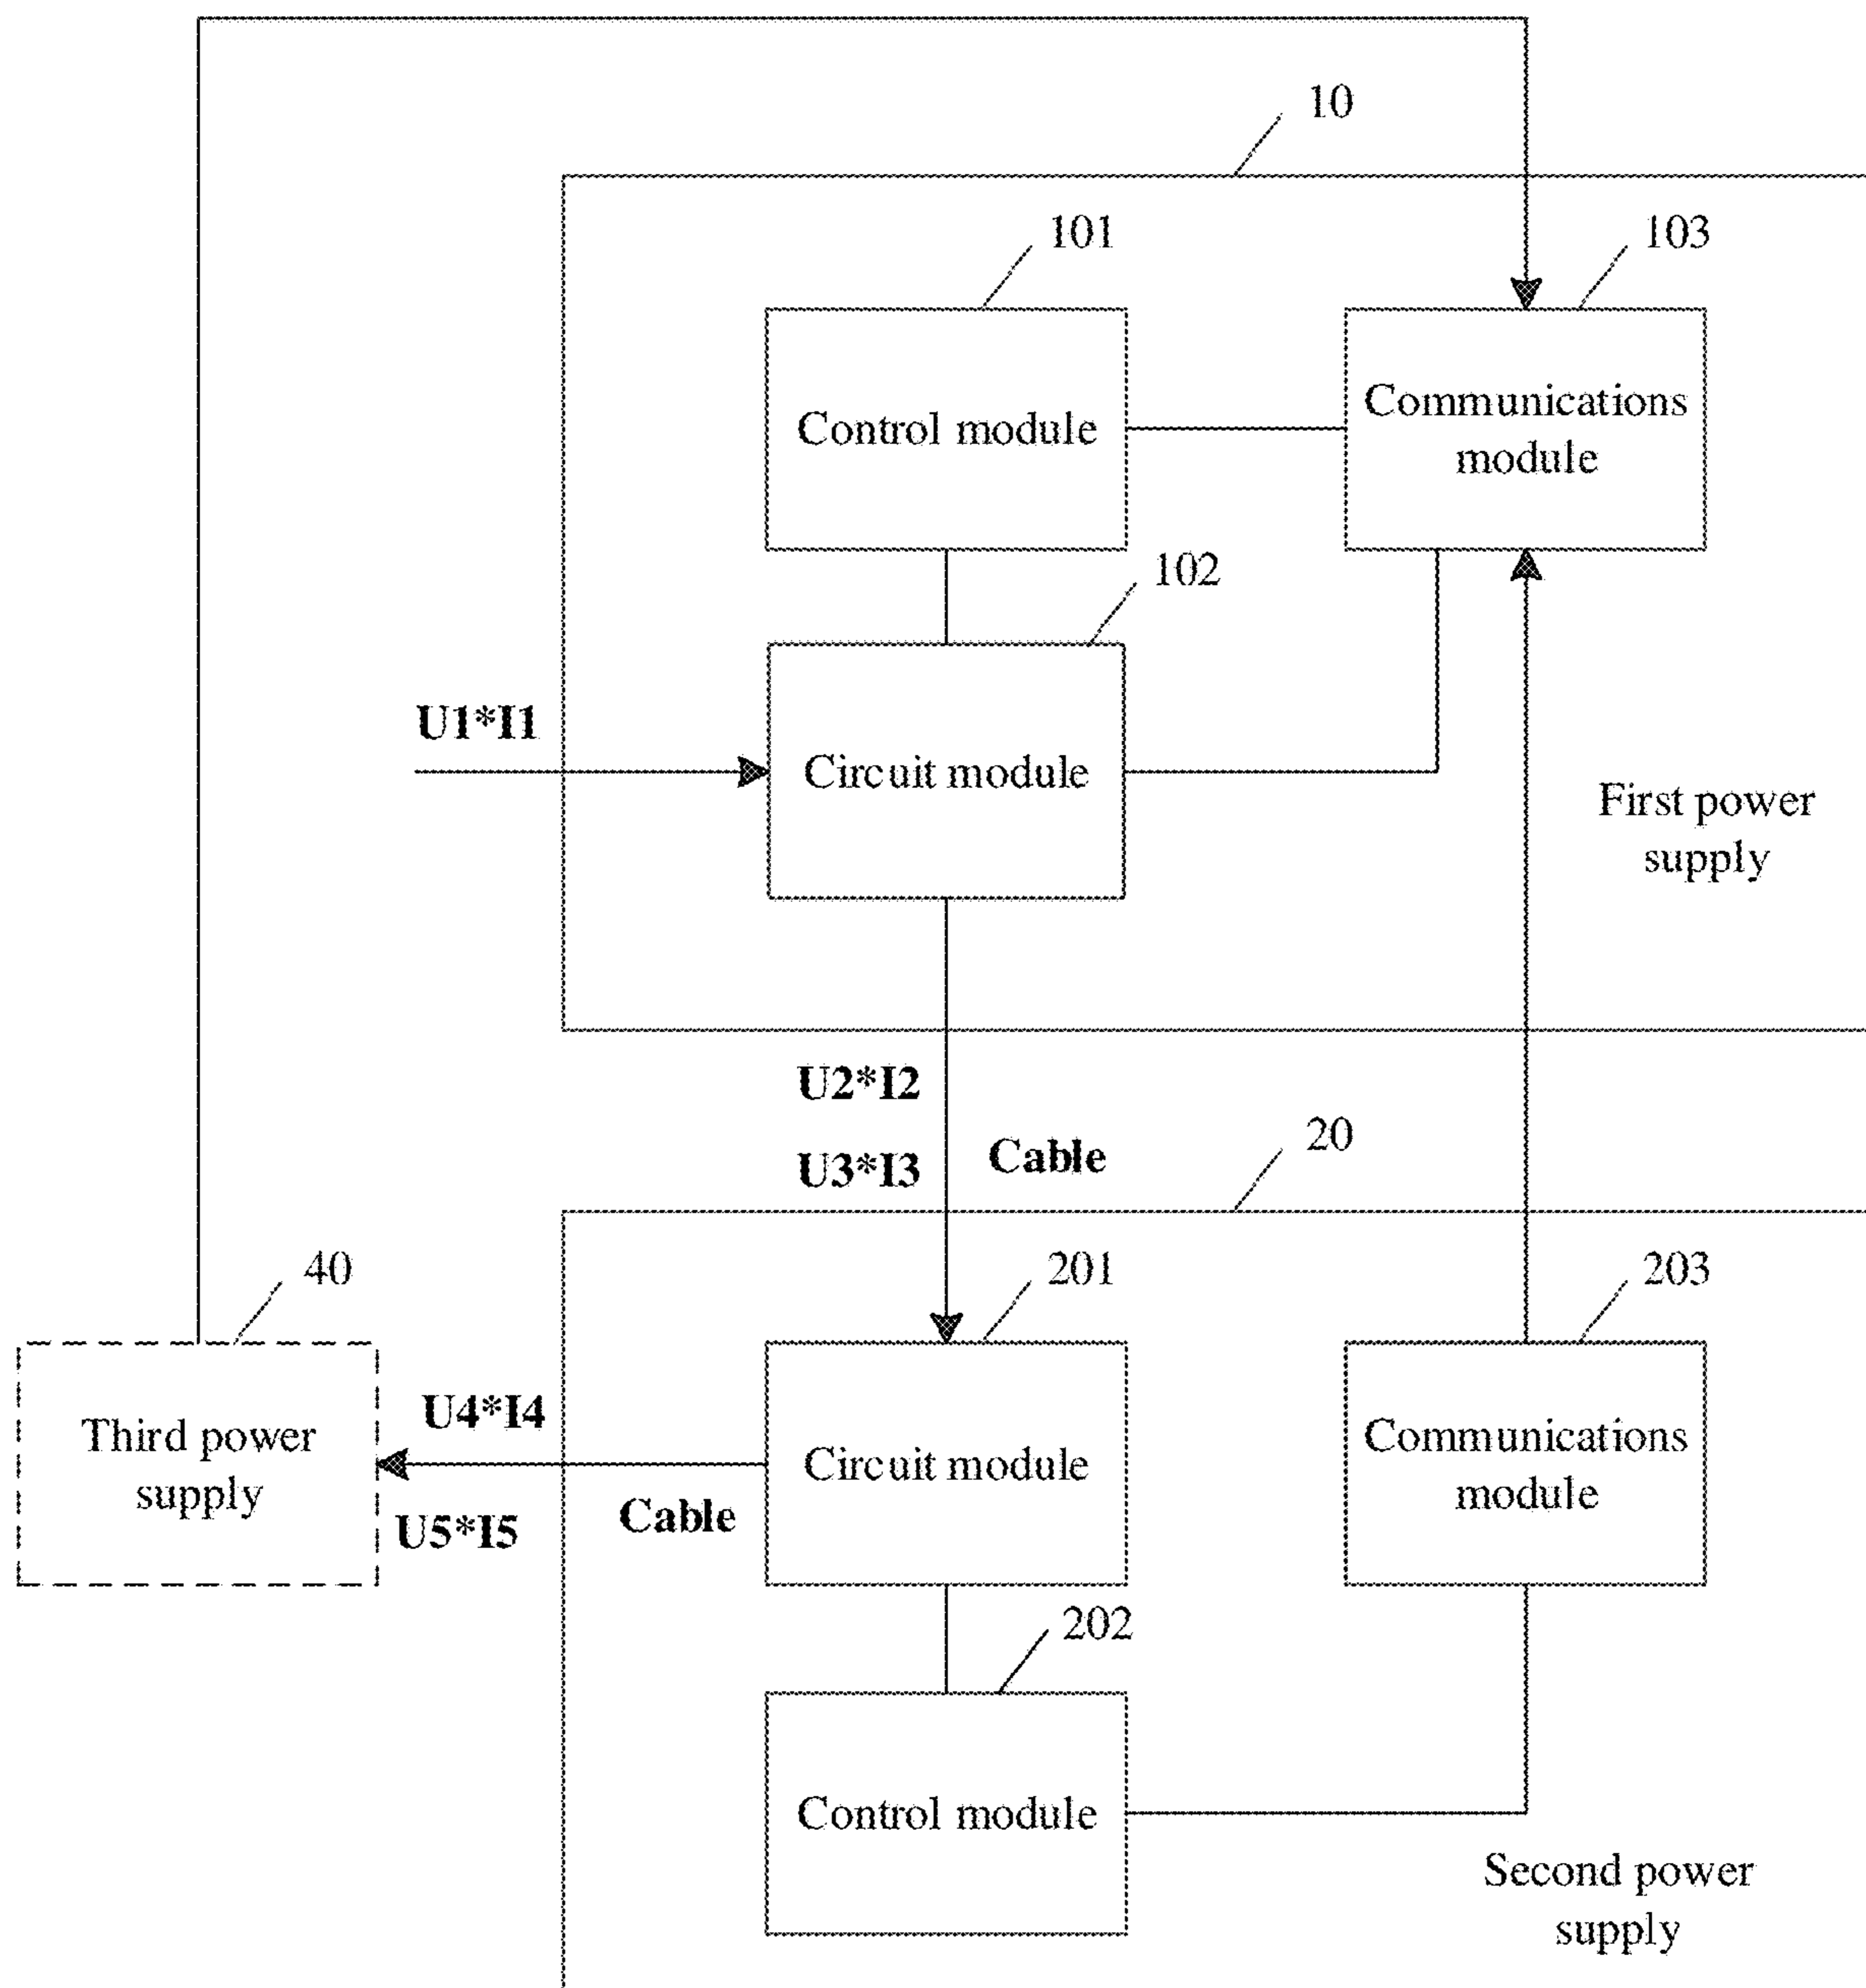 10
101
103
Control module
Communications
module
102
U1*I1
Circuit module
First power
supply
U2*I2
U3*I3
Cable
20
40
201
203
Third power
supply
U4*I4
U5*I5
Cable
Circuit module
Communications
module
202
Control module
Second power
supply